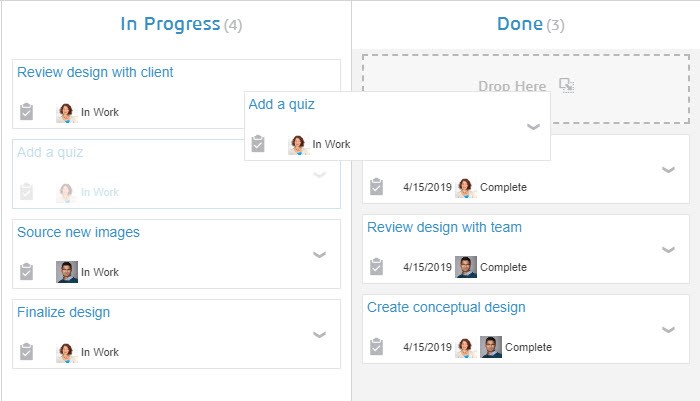 In Progress (4)
Review design with client
In Work
Add a quiz
In Work
Source new images
In Work
Finalize design
In Work
Add a quiz
In Work
Done (3)
Drop Here
4/15/2019 Complete
Review design with team
4/15/2019 Complete
Create conceptual design
4/15/2019 Complete